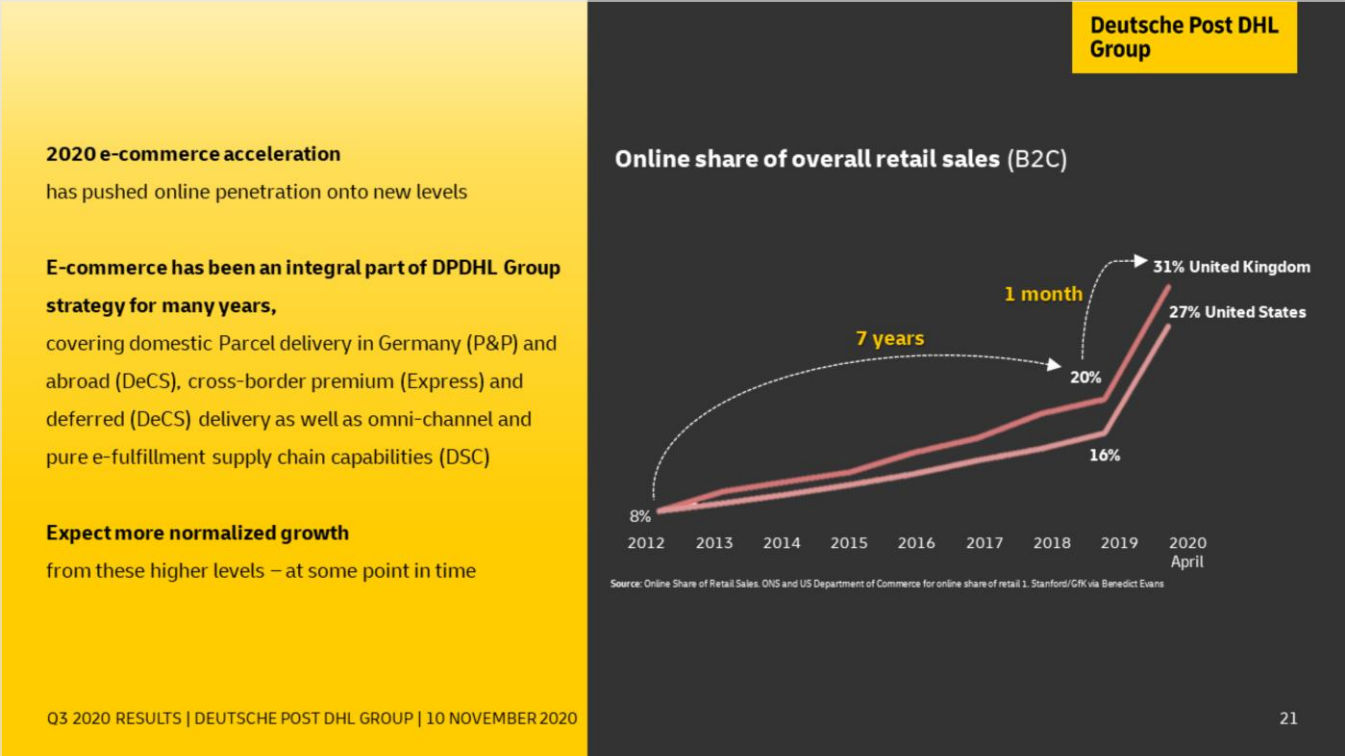 Deutsche Post DHL
Group
2020 e-commerce acceleration
has pushed online penetration onto new levels
E-commerce has been an integral part of DPDHL Group
strategy for many years,
covering domestic Parcel delivery in Germany (P&P) and
abroad (DeCS), cross-border premium (Express) and
deferred (DeCS) delivery as well as omni-channel and
pure e-fulfillment supply chain capabilities (DSC)
Expect more normalized growth
from these higher levels – at some point in time
Online share of overall retail sales (B2C)
31% United Kingdom
1 month
27% United States
7 years
20%
16%
8%
2012 2013 2014 2015 2016 2017 2018 2019 2020
April
Source: Online Share of Retail Sales. ONS and US Department of Commerce for online share of retail 1. Stanford/GfK via Benedict Evans
Q3 2020 RESULTS | DEUTSCHE POST DHL GROUP | 10 NOVEMBER 2020
21